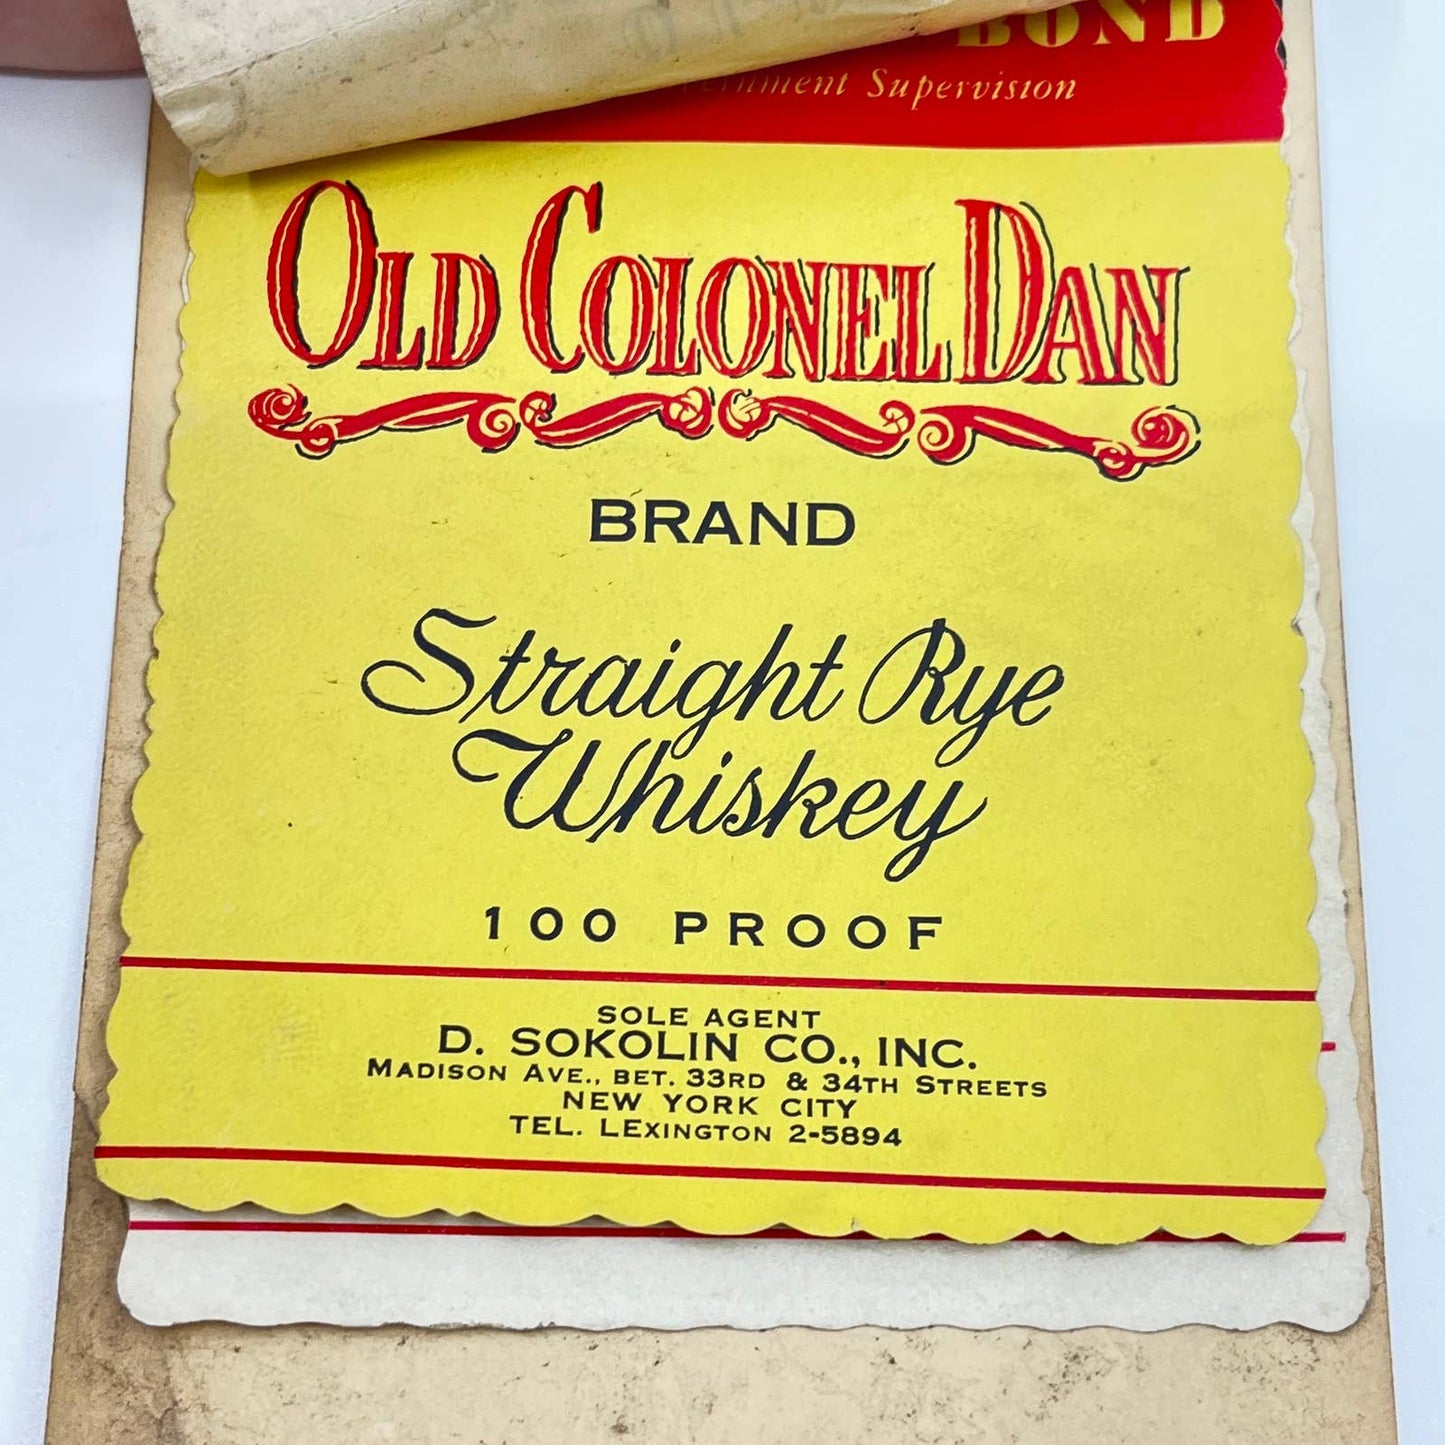 BOND
Supervision
OLD COLONEL DAN
BRAND
Straight Rye
Whiskey
100 PROOF
SOLE AGENT
D. SOKOLIN CO., INC.
MADISON AVE., BET. 33RD & 34TH STREETS
NEW YORK CITY
TEL. LEXINGTON 2-5894